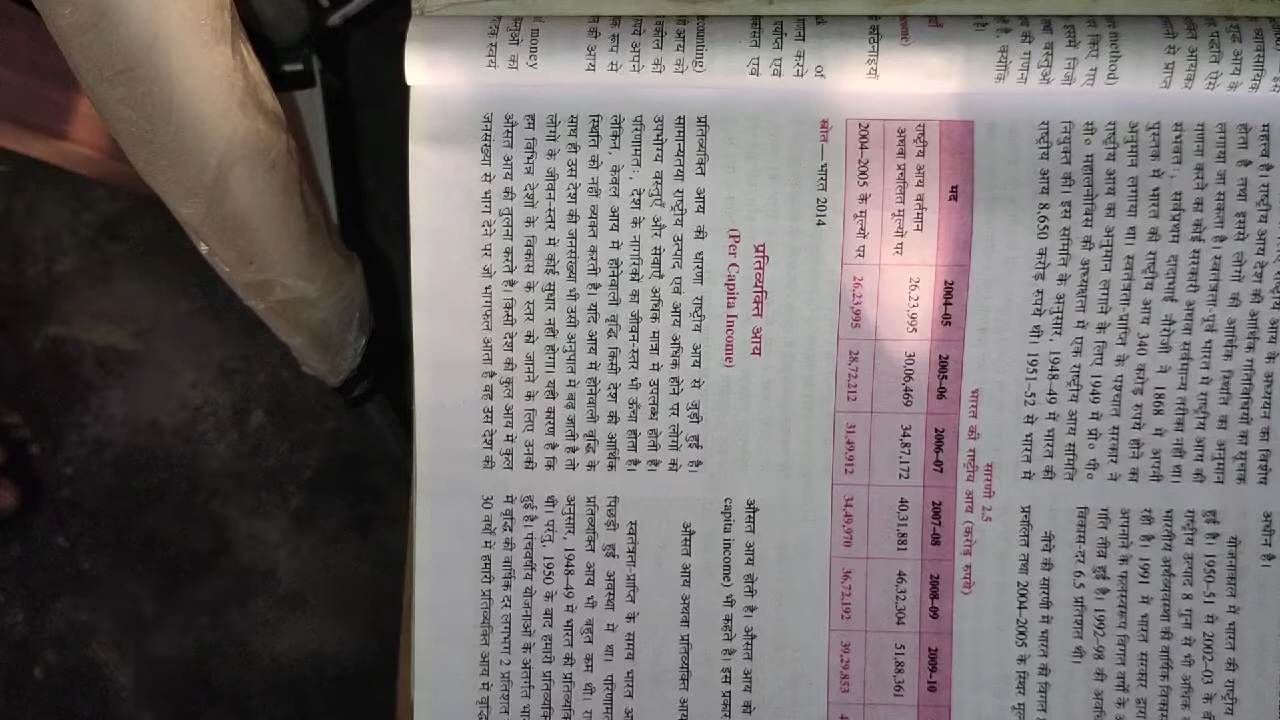 महत्त्व है। राष्ट्रीय आय देश की आर्थिक गतिविधियों का सूचक
होता है तथा इससे लोगों की आर्थिक स्थिति का अनुमान
लगाया जा सकता है। स्वतंत्रता-पूर्व भारत में राष्ट्रीय आय की
गणना करने का कोई सरकारी अथवा सर्वमान्य तरीका नहीं था।
संभवतः, सर्वप्रथम दादाभाई नौरोजी ने 1868 में अपनी
पुस्तक में भारत की राष्ट्रीय आय 340 करोड़ रुपये होने का
अनुमान लगाया था। स्वतंत्रता-प्राप्ति के पश्चात सरकार ने
राष्ट्रीय आय का अनुमान लगाने के लिए 1949 में प्रो० पी०
सी० महालनोबिस की अध्यक्षता में एक राष्ट्रीय आय समिति
नियुक्त की। इस समिति के अनुसार, 1948-49 में भारत की
राष्ट्रीय आय 8,650 करोड़ रुपये थी। 1951-52 से भारत में
अधीन है।
योजनाकाल में भारत की राष्ट्रीय
हुई है। 1950-51 से 2002-03 के
राष्ट्रीय उत्पाद 8 गुना से भी अधिक
भारतीय अर्थव्यवस्था की वार्षिक विकास
रही है। 1991 में भारत सरकार द्वारा
अपनाने के फलस्वरूप विगत वर्षों के
गति तीव्र हुई है। 1992-98 की अवधि
विकास-दर 6.5 प्रतिशत थी।
नीचे की सारणी में भारत की विगत
प्रचलित तथा 2004-2005 के स्थिर
सारणी 2.5
भारत की राष्ट्रीय आय (करोड़ रुपये)
मद 2004-05 2005-06 2006-07 2007-08 2008-09 2009-10
राष्ट्रीय आय वर्तमान
अथवा प्रचलित मूल्यों पर 26,23,995 30,06,469 34,87,172 40,31,881 46,32,304 51,88,361
2004-2005 के मूल्यों पर 26,23,995 28,72,212 31,49,912 34,49,970 36,72,192 39,29,853
स्रोत—भारत 2014
प्रतिव्यक्ति आय
(Per Capita Income)
प्रतिव्यक्ति आय की धारणा राष्ट्रीय आय से जुड़ी हुई है।
सामान्यतया राष्ट्रीय उत्पाद एवं आय अधिक होने पर लोगों को
उपभोग्य वस्तुएँ और सेवाएँ अधिक मात्रा में उपलब्ध होती है।
परिणामतः, देश के नागरिकों का जीवन-स्तर भी ऊँचा होता है।
लेकिन, केवल आय में होनेवाली वृद्धि किसी देश की आर्थिक
स्थिति को नहीं व्यक्त करती है। यदि आय में होनेवाली वृद्धि के
साथ ही उस देश की जनसंख्या भी उसी अनुपात में बढ़ जाती है तो
लोगों के जीवन-स्तर में कोई सुधार नहीं होगा। यही कारण है कि
हम विभिन्न देशों के विकास के स्तर को जानने के लिए उनकी
औसत आय की तुलना करते हैं। किसी देश की कुल आय में कुल
जनसंख्या से भाग देने पर जो भागफल आता है वह उस देश की
औसत आय होती है। औसत आय को
capita income) भी कहते हैं। इस प्रकार
औसत आय अथवा प्रतिव्यक्ति आय
स्वतंत्रता-प्राप्ति के समय भारत
पिछड़ी हुई अवस्था में था। परिणामतः
प्रतिव्यक्ति आय भी बहुत कम थी।
अनुसार, 1948-49 में भारत की प्रतिव्यक्ति
थी। परंतु, 1950 के बाद हमारी प्रतिव्यक्ति
हुई है। पंचवर्षीय योजनाओं के अंतर्गत
में वृद्धि की वार्षिक दर लगभग 2 प्रतिशत
30 वर्षों में हमारी प्रतिव्यक्ति आय में वृद्धि